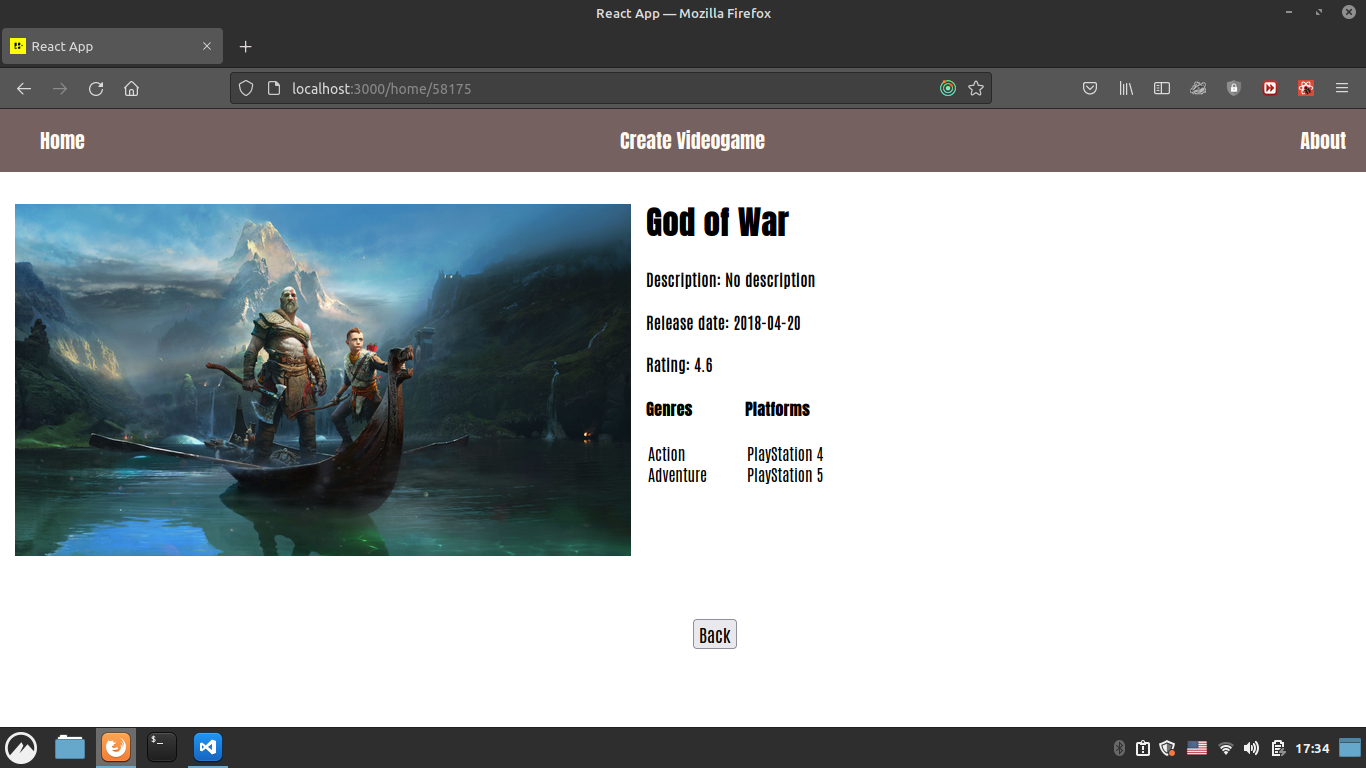 React App — Mozilla Firefox
React App
localhost:3000/home/58175
Home
Create Videogame
About
God of War
Description: No description
Release date: 2018-04-20
Rating: 4.6
Genres Platforms
Action PlayStation 4
Adventure PlayStation 5
Back
17:34